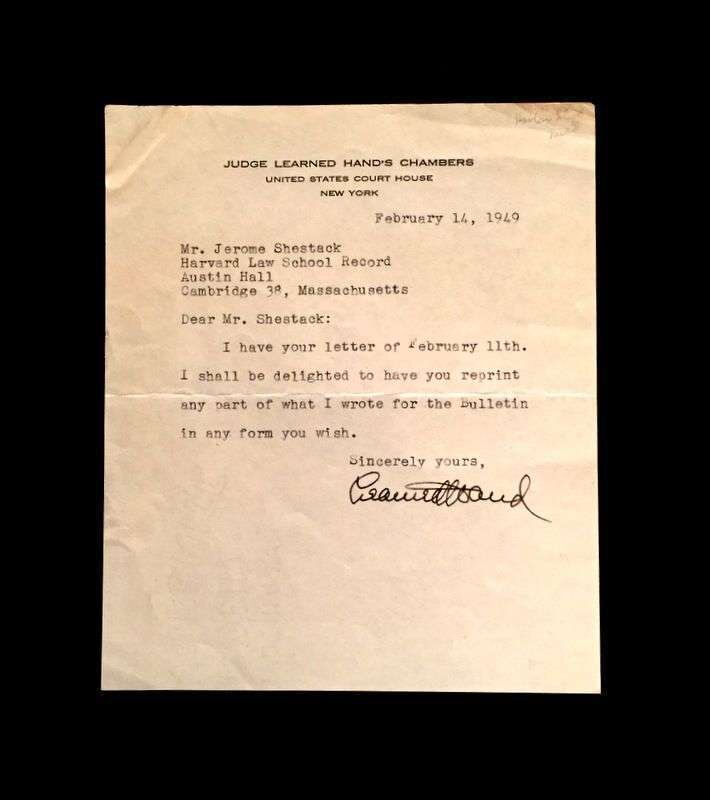 JUDGE LEARNED HAND'S CHAMBERS
UNITED STATES COURT HOUSE
NEW YORK
February 14, 1949
Mr. Jerome Shestack
Harvard Law School Record
Austin Hall
Cambridge 38, Massachusetts
Dear Mr. Shestack:
I have your letter of February 11th.
I shall be delighted to have you reprint
any part of what I wrote for the Bulletin
in any form you wish.
Sincerely yours,
Learned Hand